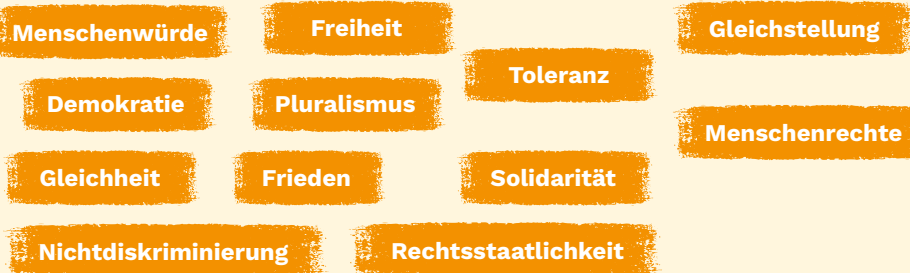 Menschenwürde
Freiheit
Gleichstellung
Toleranz
Demokratie
Pluralismus
Menschenrechte
Gleichheit
Frieden
Solidarität
Nichtdiskriminierung
Rechtsstaatlichkeit